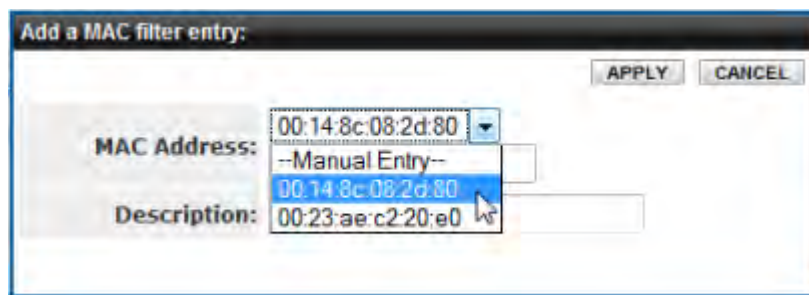 Add a MAC filter entry:
APPLY CANCEL
MAC Address: 00:14:8c:08:2d:80
--Manual Entry--
00:14:8c:08:2d:80
Description: 00:23:ae:c2:20:e0